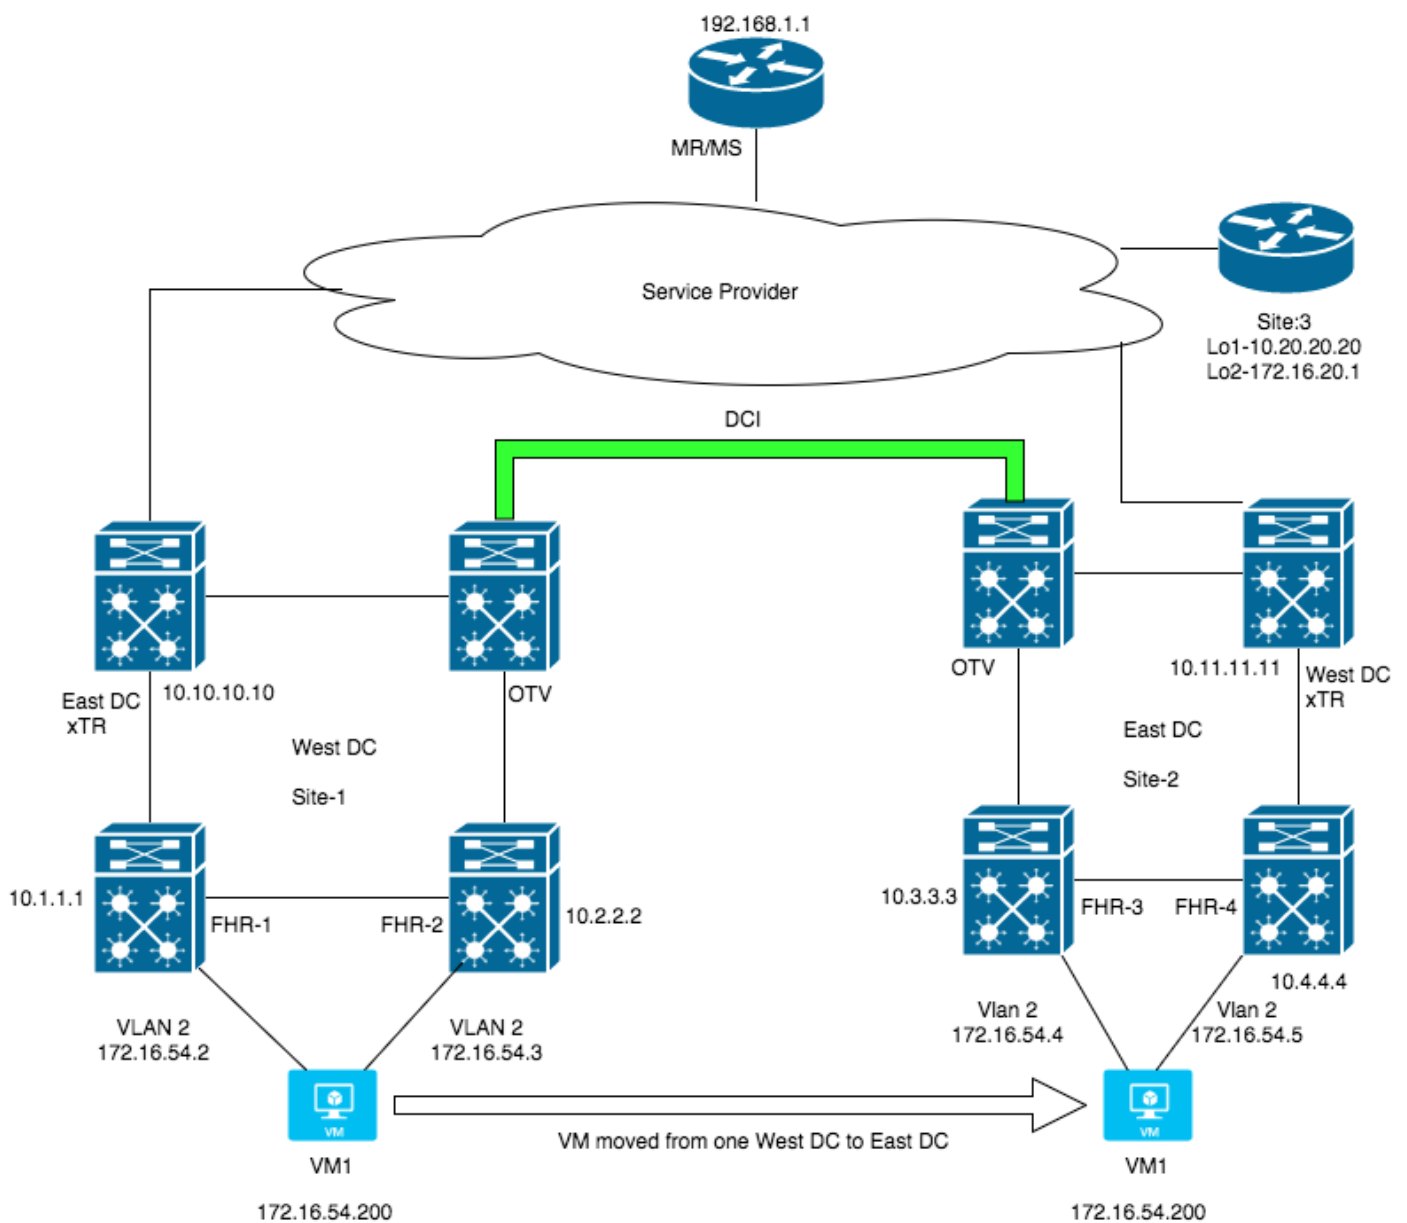 192.168.1.1
MR/MS
Service Provider
Site:3
Lo1-10.20.20.20
Lo2-172.16.20.1
DCI
East DC
xTR
10.10.10.10
OTV
West DC
Site-1
OTV
10.11.11.11
West DC
xTR
East DC
Site-2
10.1.1.1
FHR-1
FHR-2
10.2.2.2
10.3.3.3
FHR-3
FHR-4
10.4.4.4
VLAN 2
172.16.54.2
VLAN 2
172.16.54.3
Vlan 2
172.16.54.4
Vlan 2
172.16.54.5
VM
VM
VM moved from one West DC to East DC
VM1
172.16.54.200
VM1
172.16.54.200